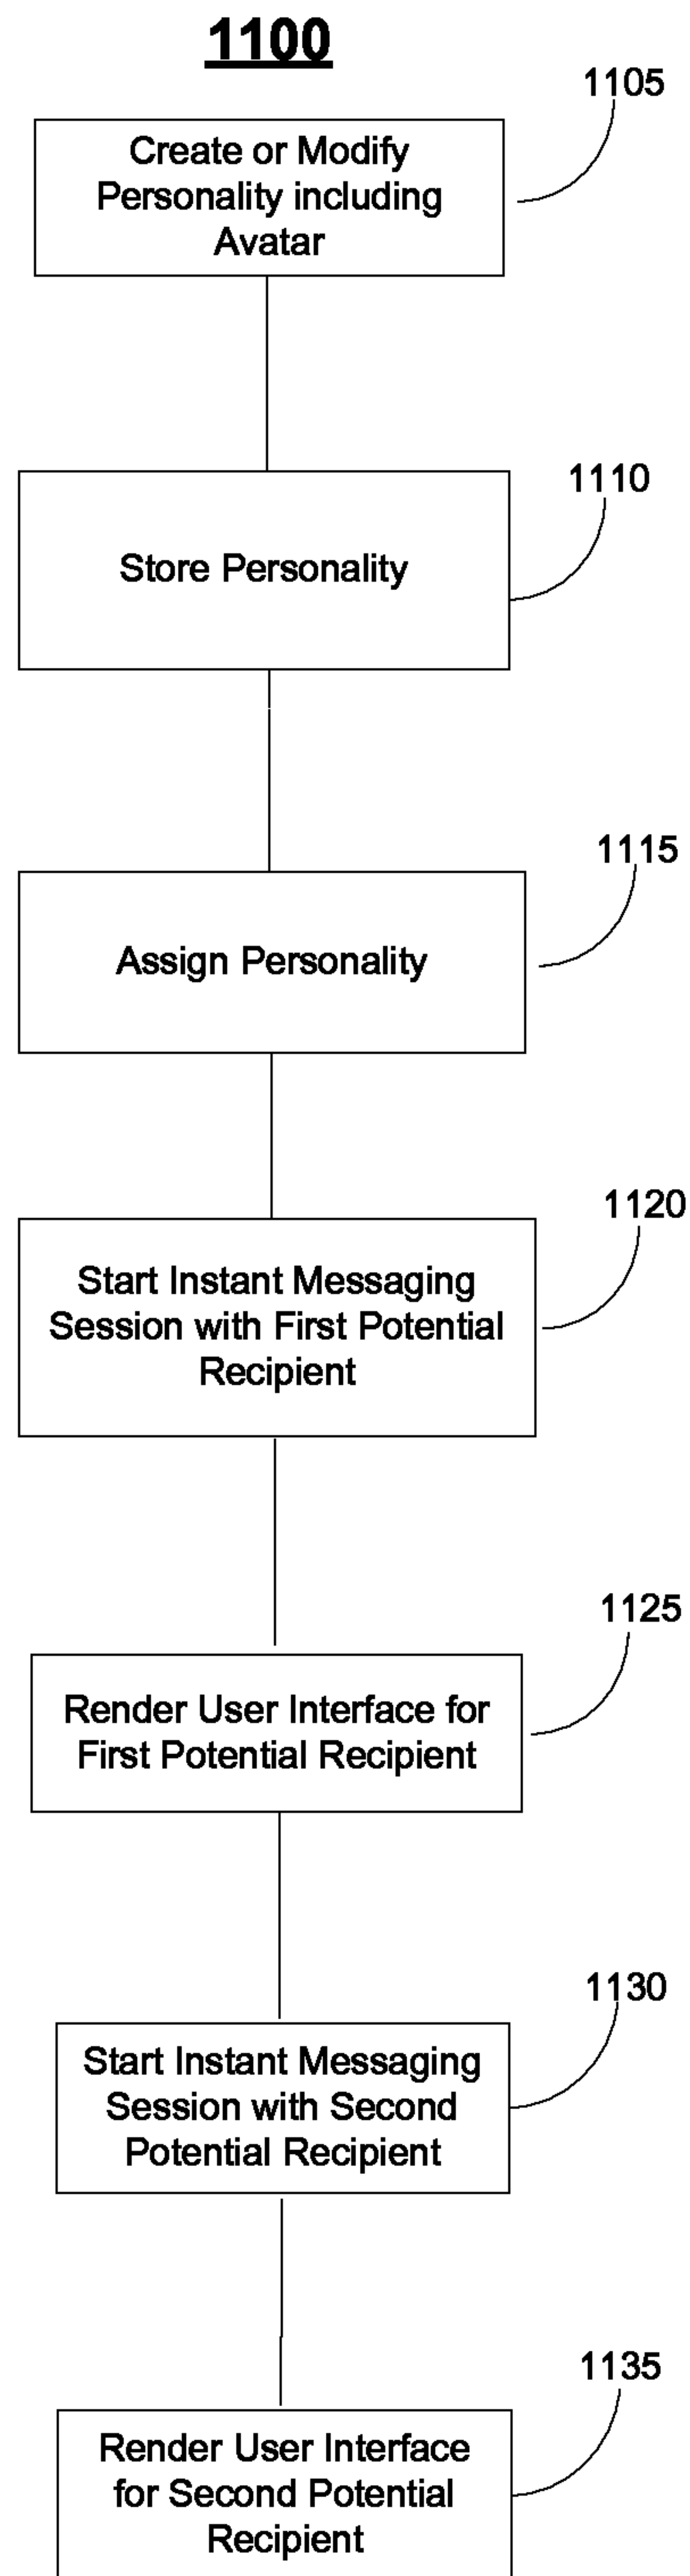 1100
1105
Create or Modify
Personality including
Avatar
1110
Store Personality
1115
Assign Personality
1120
Start Instant Messaging
Session with First Potential
Recipient
1125
Render User Interface for
First Potential Recipient
1130
Start Instant Messaging
Session with Second
Potential Recipient
1135
Render User Interface
for Second Potential
Recipient